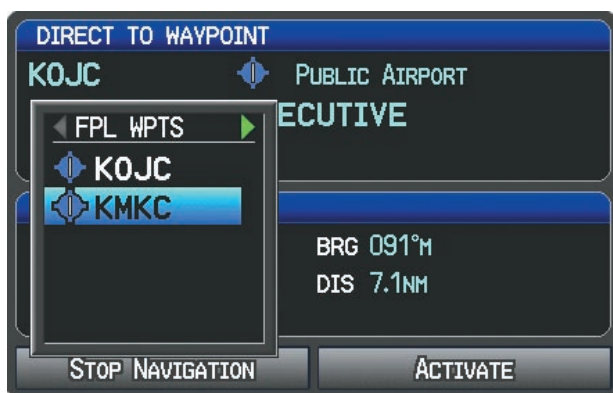 DIRECT TO WAYPOINT
KOJC PUBLIC AIRPORT
ECUTIVE
FPL WPTS
KOJC
KMKC
BRG 091°M
DIS 7.1NM
STOP NAVIGATION
ACTIVATE